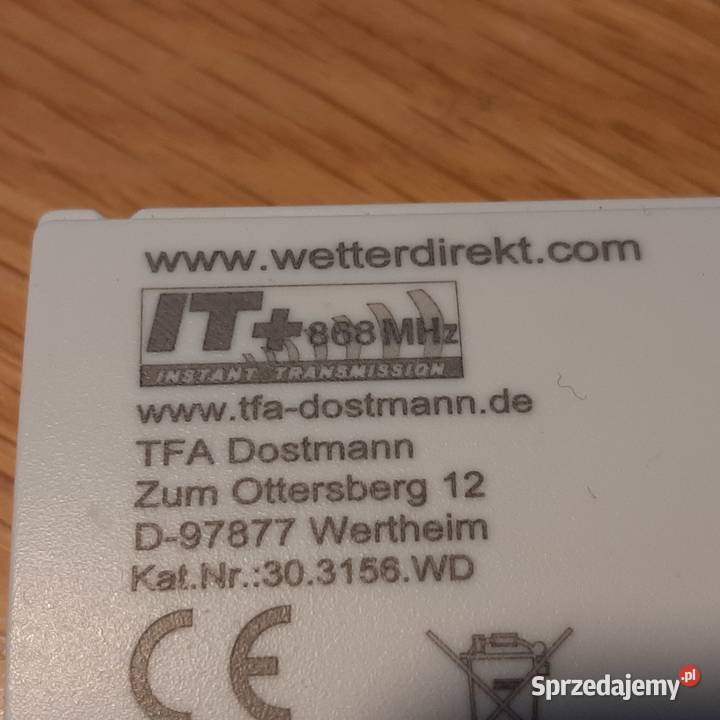 www.wetterdirekt.com
IT+ 868 MHz
INSTANT TRANSMISSION
www.tfa-dostmann.de
TFA Dostmann
Zum Ottersberg 12
D-97877 Wertheim
Kat.Nr.:30.3156.WD
CE
Sprzedajemy.pl